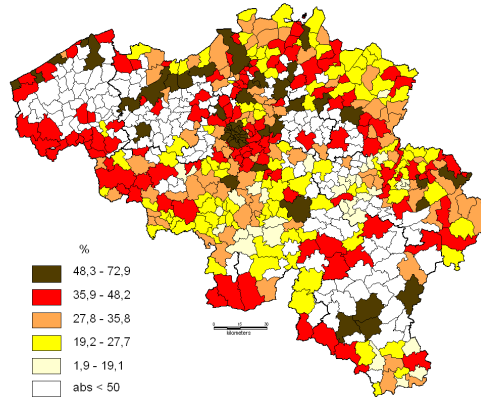 %
48,3 - 72,9
35,9 - 48,2
27,8 - 35,8
19,2 - 27,7
1,9 - 19,1
abs < 50
kilometers